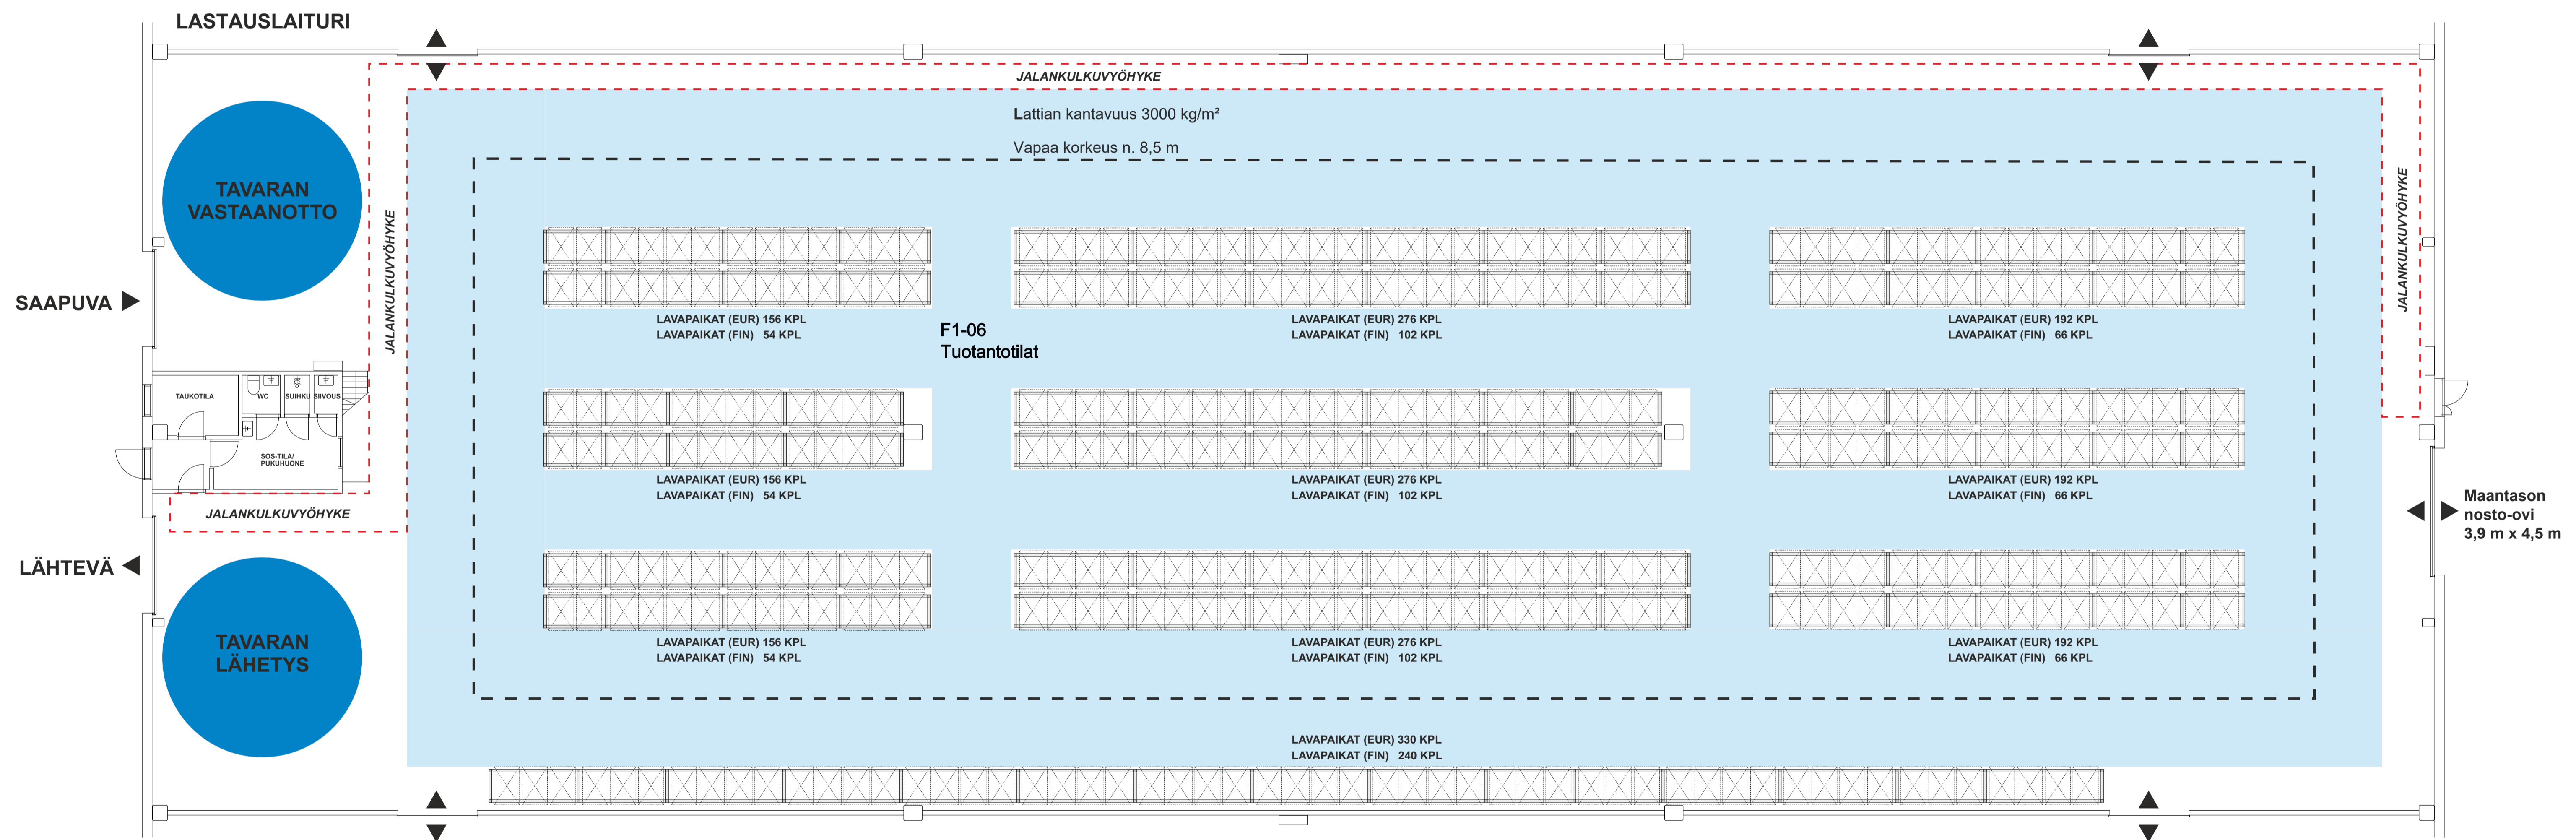 LASTAUSLAITURI
JALANKULKUVYÖHYKE
Lattian kantavuus 3000 kg/m²
Vapaa korkeus n. 8,5 m
TAVARAN
VASTAANOTTO
JALANKULKUVYÖHYKE
JALANKULKUVYÖHYKE
SAAPUVA
LAVAPAIKAT (EUR) 156 KPL
LAVAPAIKAT (FIN) 54 KPL
F1-06
Tuotantotilat
LAVAPAIKAT (EUR) 276 KPL
LAVAPAIKAT (FIN) 102 KPL
LAVAPAIKAT (EUR) 192 KPL
LAVAPAIKAT (FIN) 66 KPL
TAUKOTILA
WC
SUIHKU
SIIVOUS
SOS-TILA/
PUKUHUONE
LAVAPAIKAT (EUR) 156 KPL
LAVAPAIKAT (FIN) 54 KPL
LAVAPAIKAT (EUR) 276 KPL
LAVAPAIKAT (FIN) 102 KPL
LAVAPAIKAT (EUR) 192 KPL
LAVAPAIKAT (FIN) 66 KPL
JALANKULKUVYÖHYKE
Maantason
nosto-ovi
3,9 m x 4,5 m
LÄHTEVÄ
TAVARAN
LÄHETYS
LAVAPAIKAT (EUR) 156 KPL
LAVAPAIKAT (FIN) 54 KPL
LAVAPAIKAT (EUR) 276 KPL
LAVAPAIKAT (FIN) 102 KPL
LAVAPAIKAT (EUR) 192 KPL
LAVAPAIKAT (FIN) 66 KPL
LAVAPAIKAT (EUR) 330 KPL
LAVAPAIKAT (FIN) 240 KPL